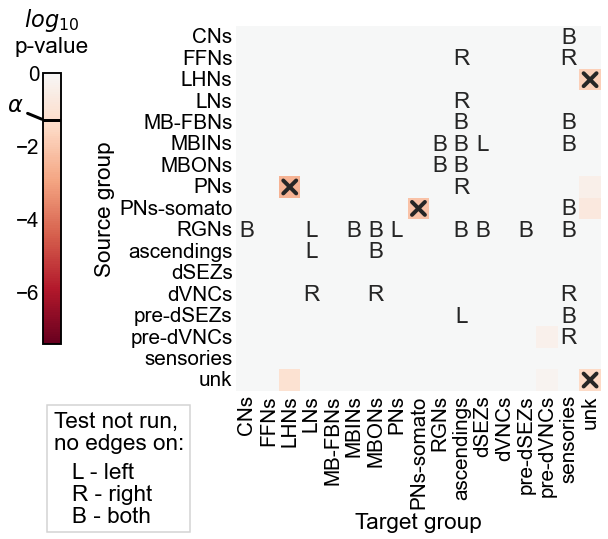 log10
p-value
0
α
−2
−4
−6
Source group
CNs B
FFNs R R
LHNs
LNs R
MB-FBNs B B
MBINs R B L B
MBONs R B
PNs R
PNs-somato B
RGNs B L B B L B B B B
ascendings L B
dSEZs
dVNCs R R R
pre-dSEZs L B
pre-dVNCs R
sensories
unk
CNs
FFNs
LHNs
LNs
MB-FBNs
MBINs
MBONs
PNs
PNs-somato
RGNs
ascendings
dSEZs
dVNCs
pre-dSEZs
pre-dVNCs
sensories
unk
Target group
Test not run,
no edges on:
L - left
R - right
B - both